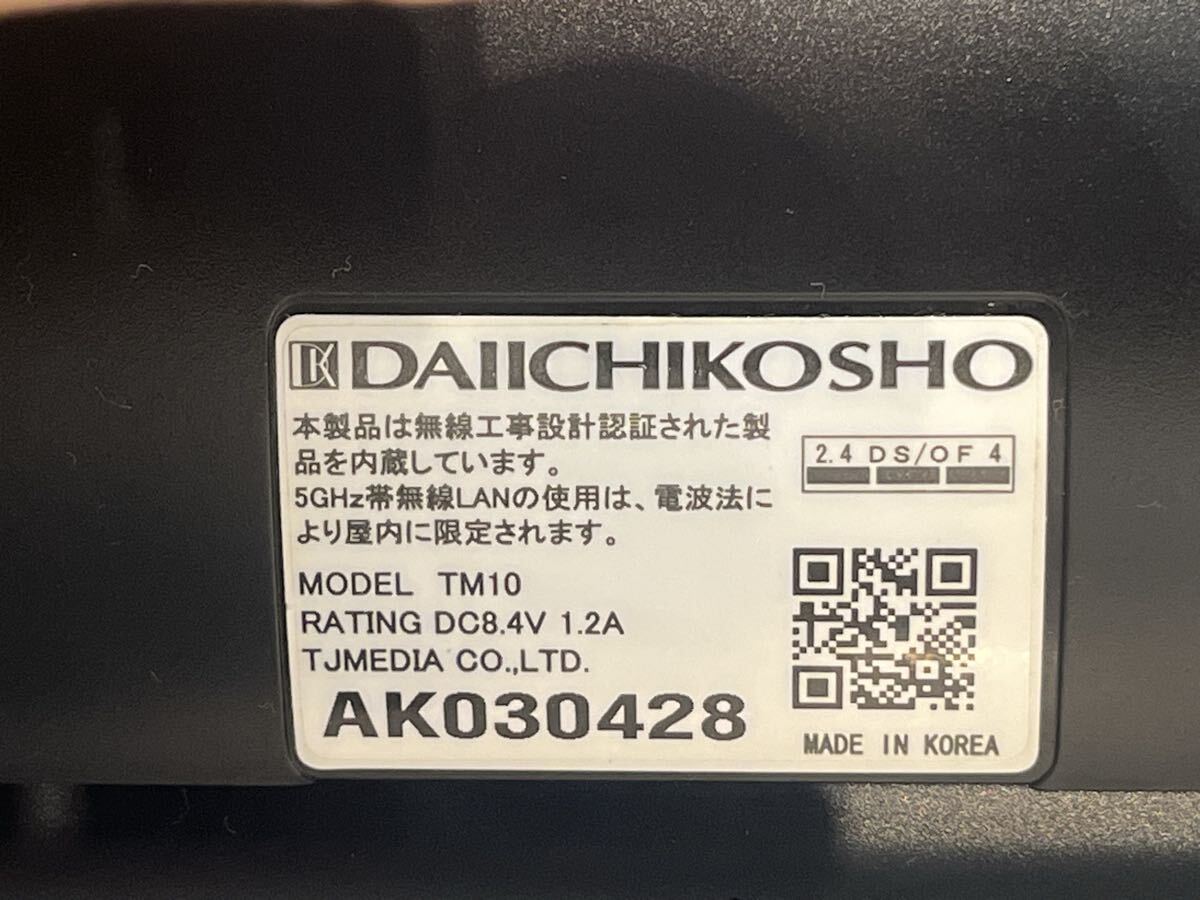 DK DAIICHIKOSHO
本製品は無線工事設計認証された製
品を内蔵しています。
5GHz帯無線LANの使用は、電波法に
より屋内に限定されます。
2.4 DS/OF 4
MODEL TM10
RATING DC8.4V 1.2A
TJMEDIA CO.,LTD.
AK030428
MADE IN KOREA